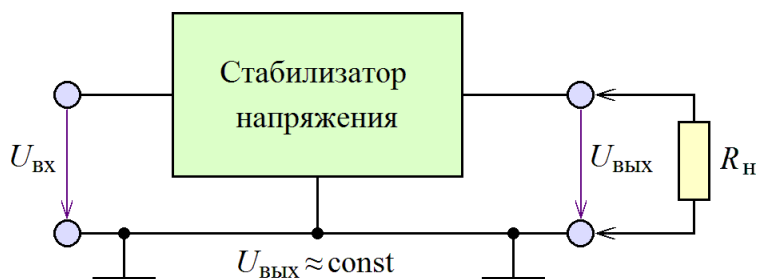 Стабилизатор
напряжения
Uвх
Uвых
Rн
Uвых ≈ const